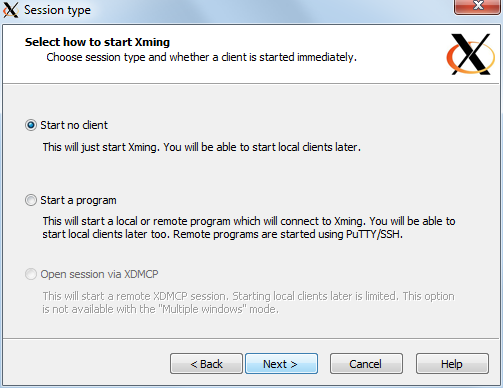 Session type
Select how to start Xming
Choose session type and whether a client is started immediately.
Start no client
This will just start Xming. You will be able to start local clients later.
Start a program
This will start a local or remote program which will connect to Xming. You will be able to
start local clients later too. Remote programs are started using PuTTY/SSH.
Open session via XDMCP
This will start a remote XDMCP session. Starting local clients later is limited. This option
is not available with the "Multiple windows" mode.
< Back Next > Cancel Help